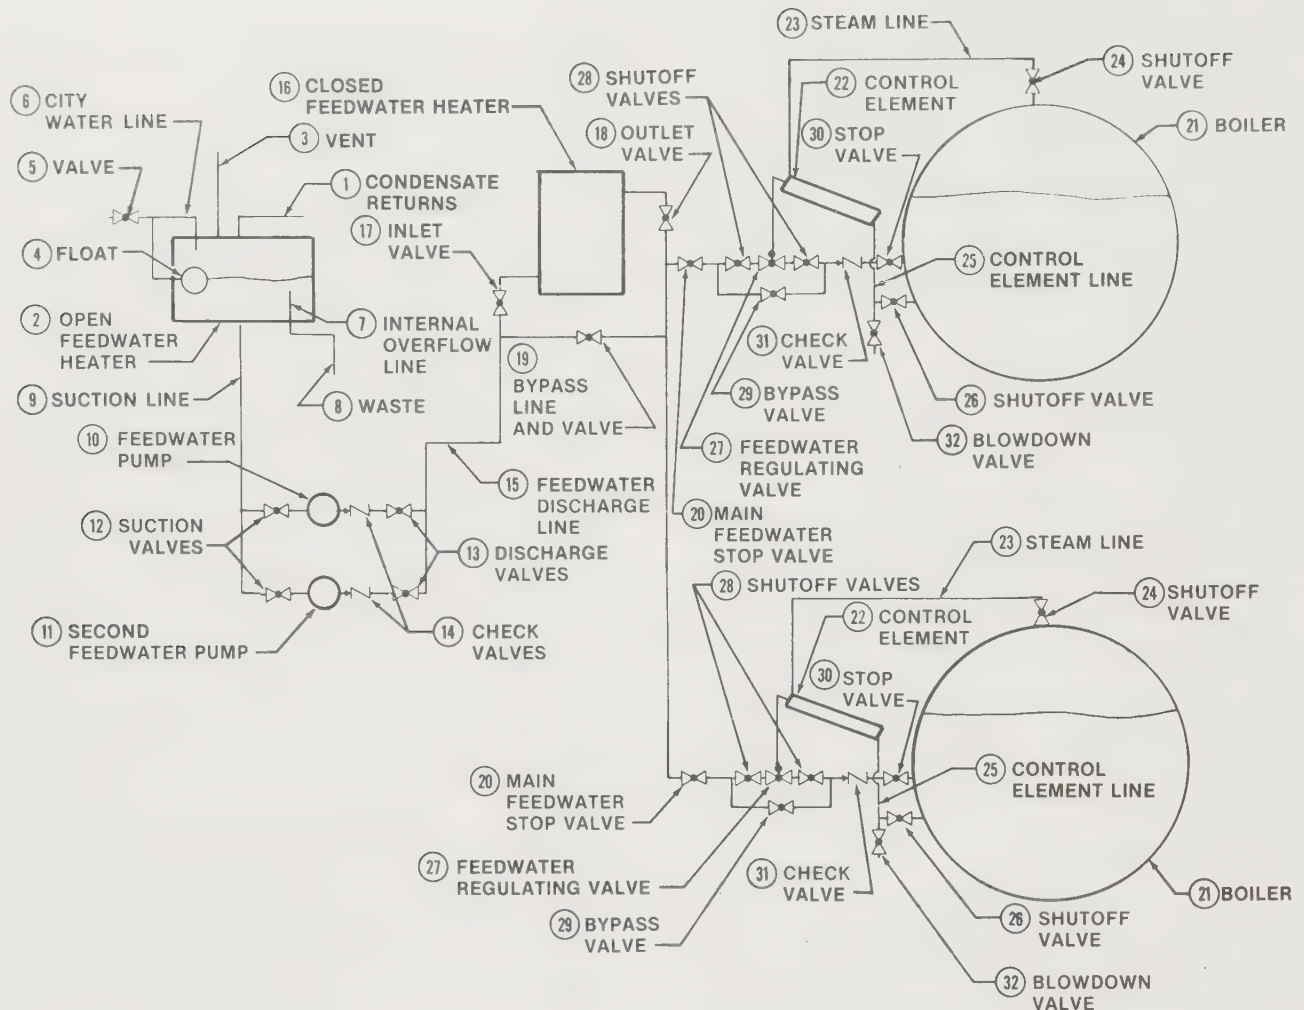 23 STEAM LINE
24 SHUTOFF
VALVE
28 SHUTOFF
VALVES
22 CONTROL
ELEMENT
16 CLOSED
FEEDWATER HEATER
6 CITY
WATER LINE
18 OUTLET
VALVE
30 STOP
VALVE
21 BOILER
3 VENT
5 VALVE
1 CONDENSATE
RETURNS
17 INLET
VALVE
4 FLOAT
25 CONTROL
ELEMENT LINE
2 OPEN
FEEDWATER
HEATER
7 INTERNAL
OVERFLOW
LINE
31 CHECK
VALVE
19
BYPASS
LINE
AND VALVE
29 BYPASS
VALVE
26 SHUTOFF VALVE
9 SUCTION LINE
8 WASTE
10 FEEDWATER
PUMP
32 BLOWDOWN
VALVE
27 FEEDWATER
REGULATING
VALVE
15 FEEDWATER
DISCHARGE
LINE
20 MAIN
FEEDWATER
STOP VALVE
12 SUCTION
VALVES
13 DISCHARGE
VALVES
23 STEAM LINE
28 SHUTOFF VALVES
24 SHUTOFF
VALVE
22 CONTROL
ELEMENT
11 SECOND
FEEDWATER PUMP
14 CHECK
VALVES
30 STOP
VALVE
25 CONTROL
ELEMENT LINE
20 MAIN
FEEDWATER
STOP VALVE
27 FEEDWATER
REGULATING VALVE
31 CHECK
VALVE
21 BOILER
29 BYPASS
VALVE
26 SHUTOFF
VALVE
32 BLOWDOWN
VALVE